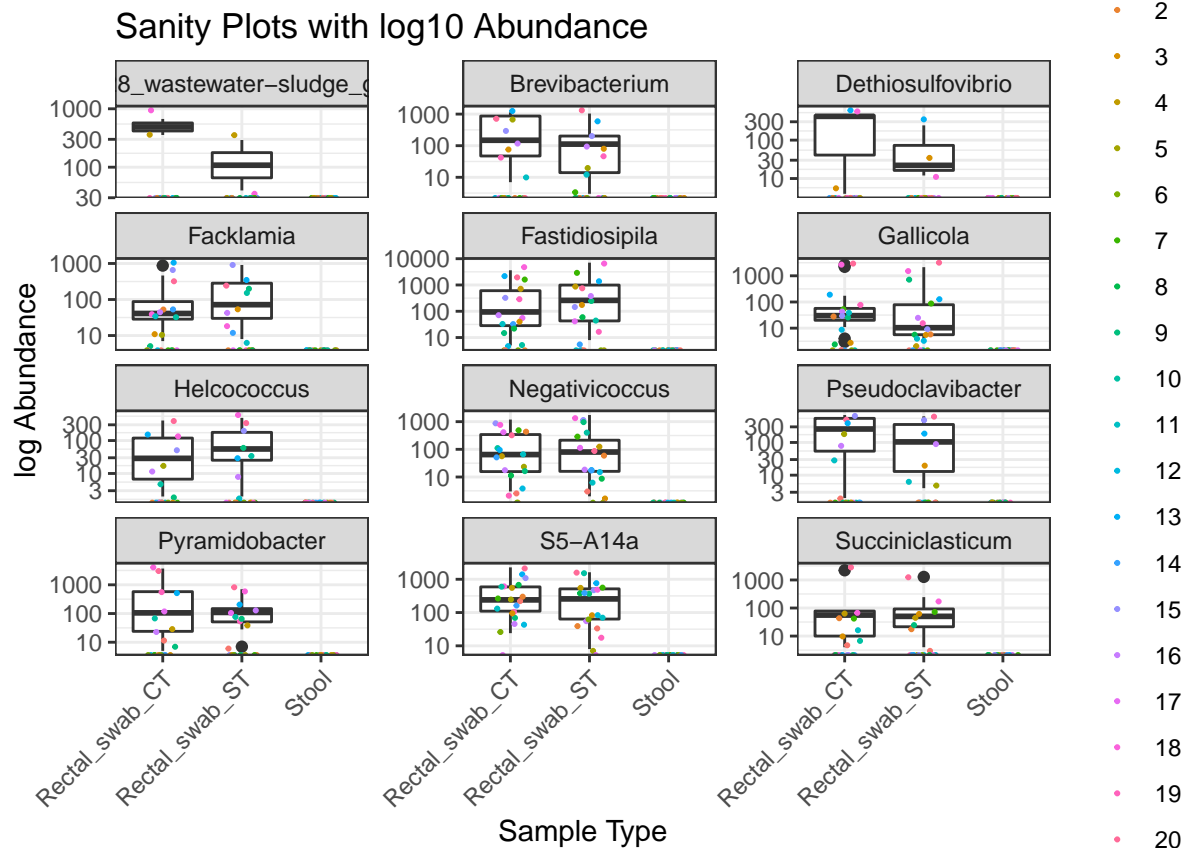 Sanity Plots with log10 Abundance
8_wastewater−sludge_g
Brevibacterium
Dethiosulfovibrio
1000
300
100
30
1000
100
10
300
100
30
10
Facklamia
Fastidiosipila
Gallicola
1000
100
10
10000
1000
100
10
1000
100
10
Helcococcus
Negativicoccus
Pseudoclavibacter
300
100
30
10
3
1000
100
10
300
100
30
10
3
Pyramidobacter
S5−A14a
Succiniclasticum
1000
100
10
1000
100
10
1000
100
10
Rectal_swab_CT
Rectal_swab_ST
Stool
Rectal_swab_CT
Rectal_swab_ST
Stool
Rectal_swab_CT
Rectal_swab_ST
Stool
Sample Type
log Abundance
2
3
4
5
6
7
8
9
10
11
12
13
14
15
16
17
18
19
20